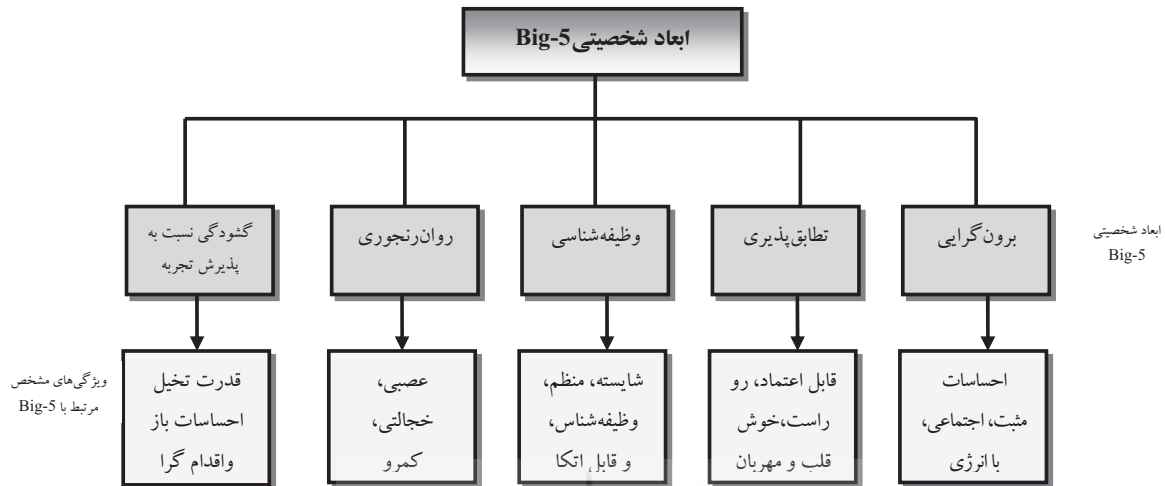 ابعاد شخصیتی Big-5
برون‌گرایی
تطابق‌پذیری
وظیفه‌شناسی
روان‌رنجوری
گشودگی نسبت به
پذیرش تجربه
ابعاد شخصیتی
Big-5
احساسات
مثبت، اجتماعی،
با انرژی
قابل اعتماد، رو
راست،خوش
قلب و مهربان
شایسته، منظم،
وظیفه‌شناس،
و قابل اتکا
عصبی،
خجالتی،
کمرو
قدرت تخیل
احساسات باز
واقدام گرا
ویژگی‌های مشخص
مرتبط با Big-5